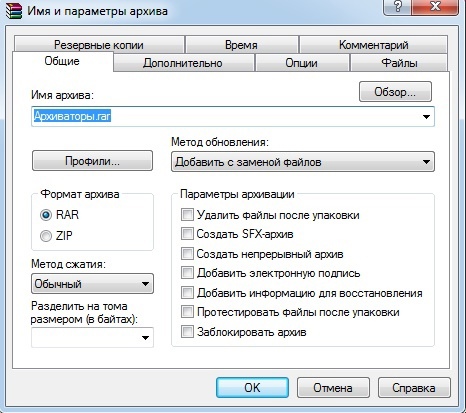 Имя и параметры архива
Резервные копии
Время
Комментарий
Общие
Дополнительно
Опции
Файлы
Имя архива:
Обзор...
Архиваторы.rar
Метод обновления:
Профили...
Добавить с заменой файлов
Формат архива
RAR
ZIP
Метод сжатия:
Обычный
Разделить на тома
размером (в байтах):
Параметры архивации
Удалить файлы после упаковки
Создать SFX-архив
Создать непрерывный архив
Добавить электронную подпись
Добавить информацию для восстановления
Протестировать файлы после упаковки
Заблокировать архив
OK
Отмена
Справка